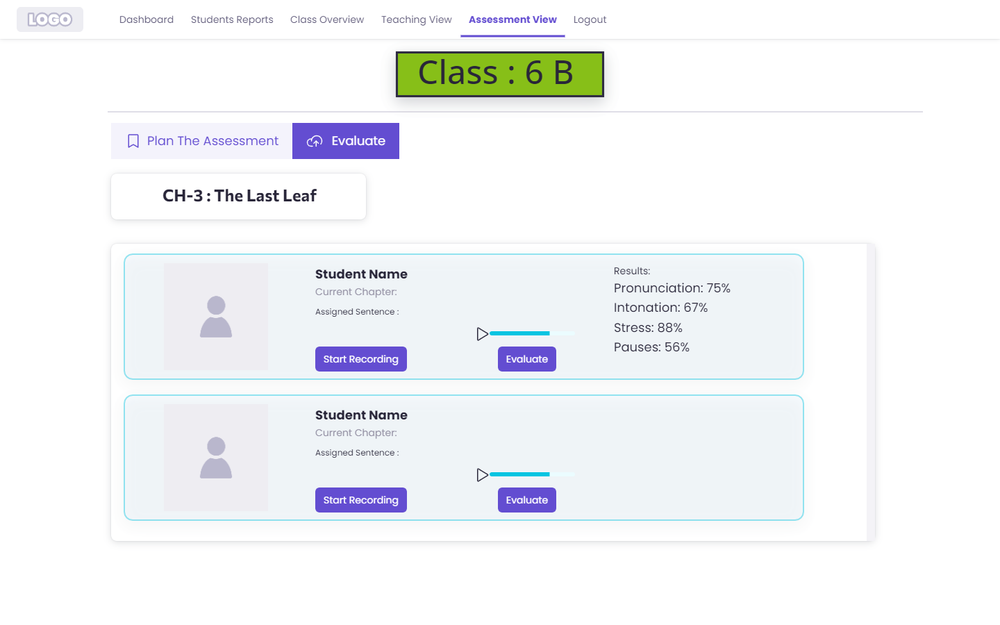 LOGO
Dashboard Students Reports Class Overview Teaching View Assessment View Logout
Class : 6 B
Plan The Assessment Evaluate
CH-3 : The Last Leaf
Student Name
Current Chapter:
Assigned Sentence :
Start Recording Evaluate
Results:
Pronunciation: 75%
Intonation: 67%
Stress: 88%
Pauses: 56%
Student Name
Current Chapter:
Assigned Sentence :
Start Recording Evaluate